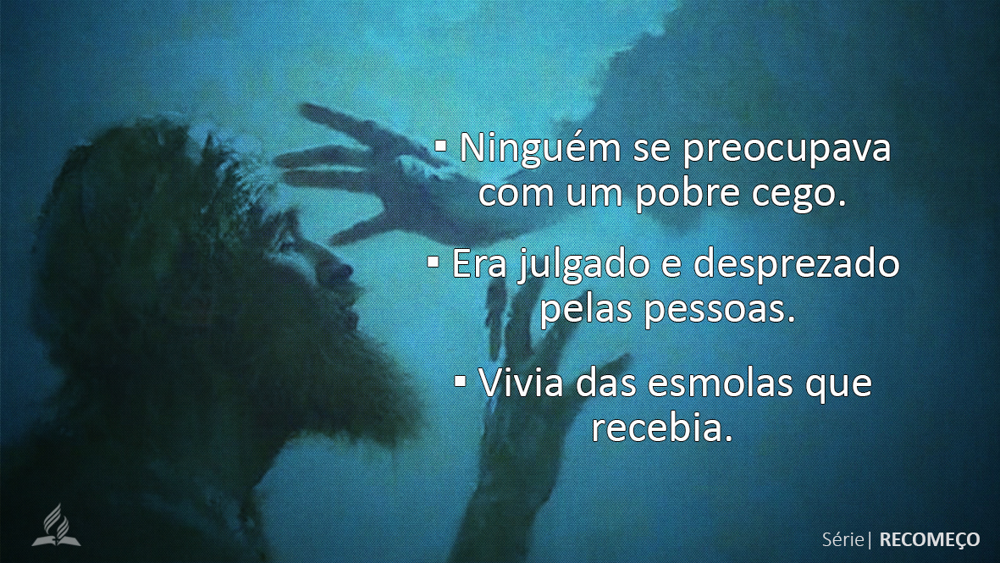 ▪ Ninguém se preocupava
com um pobre cego.
▪ Era julgado e desprezado
pelas pessoas.
▪ Vivia das esmolas que
recebia.
Série| RECOMEÇO